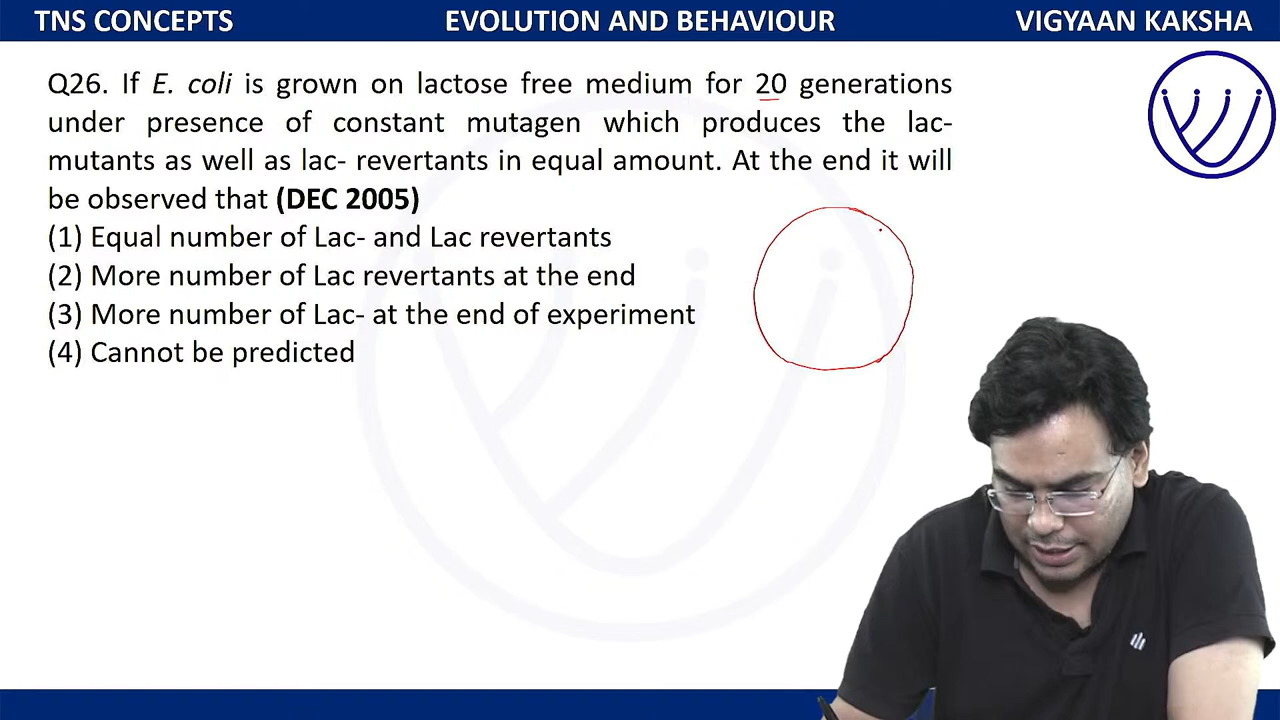 TNS CONCEPTS EVOLUTION AND BEHAVIOUR VIGYAAN KAKSHA
Q26. If E. coli is grown on lactose free medium for 20 generations
under presence of constant mutagen which produces the lac-
mutants as well as lac- revertants in equal amount. At the end it will
be observed that (DEC 2005)
(1) Equal number of Lac- and Lac revertants
(2) More number of Lac revertants at the end
(3) More number of Lac- at the end of experiment
(4) Cannot be predicted